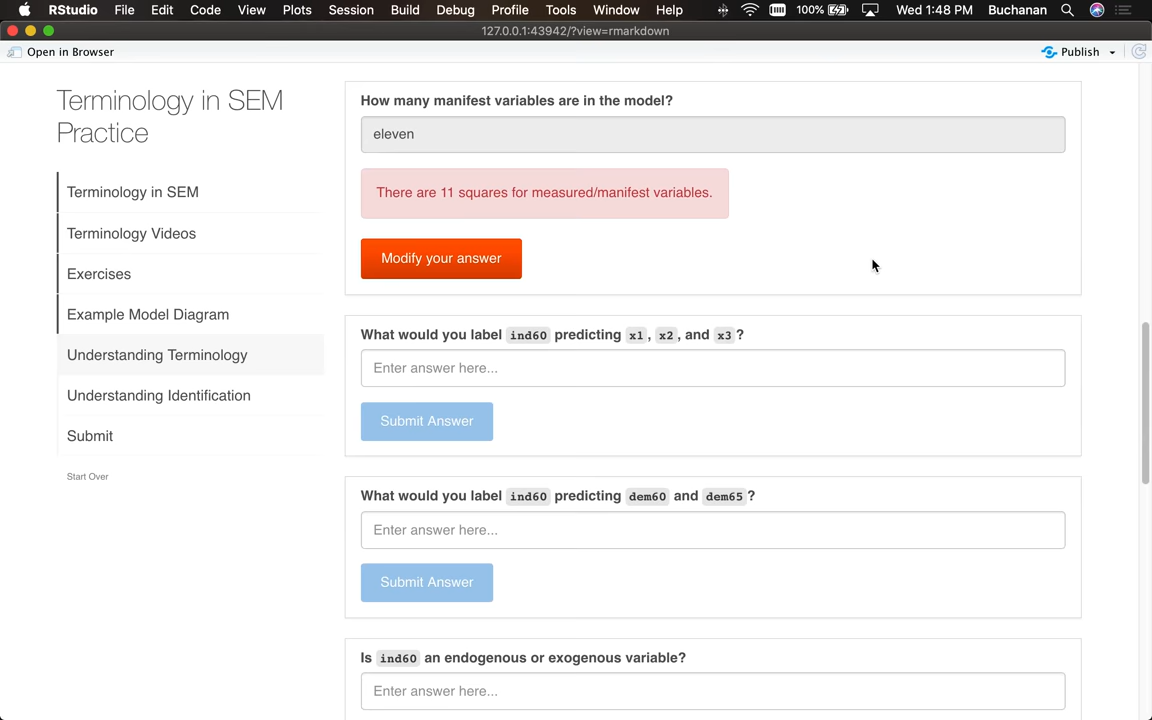 RStudio File Edit Code View Plots Session Build Debug Profile Tools Window Help 100% Wed 1:48 PM Buchanan
127.0.0.1:43942/?view=rmarkdown
Open in Browser Publish
Terminology in SEM
Practice
Terminology in SEM
Terminology Videos
Exercises
Example Model Diagram
Understanding Terminology
Understanding Identification
Submit
Start Over
How many manifest variables are in the model?
eleven
There are 11 squares for measured/manifest variables.
Modify your answer
What would you label ind60 predicting x1, x2, and x3?
Enter answer here...
Submit Answer
What would you label ind60 predicting dem60 and dem65?
Enter answer here...
Submit Answer
Is ind60 an endogenous or exogenous variable?
Enter answer here...